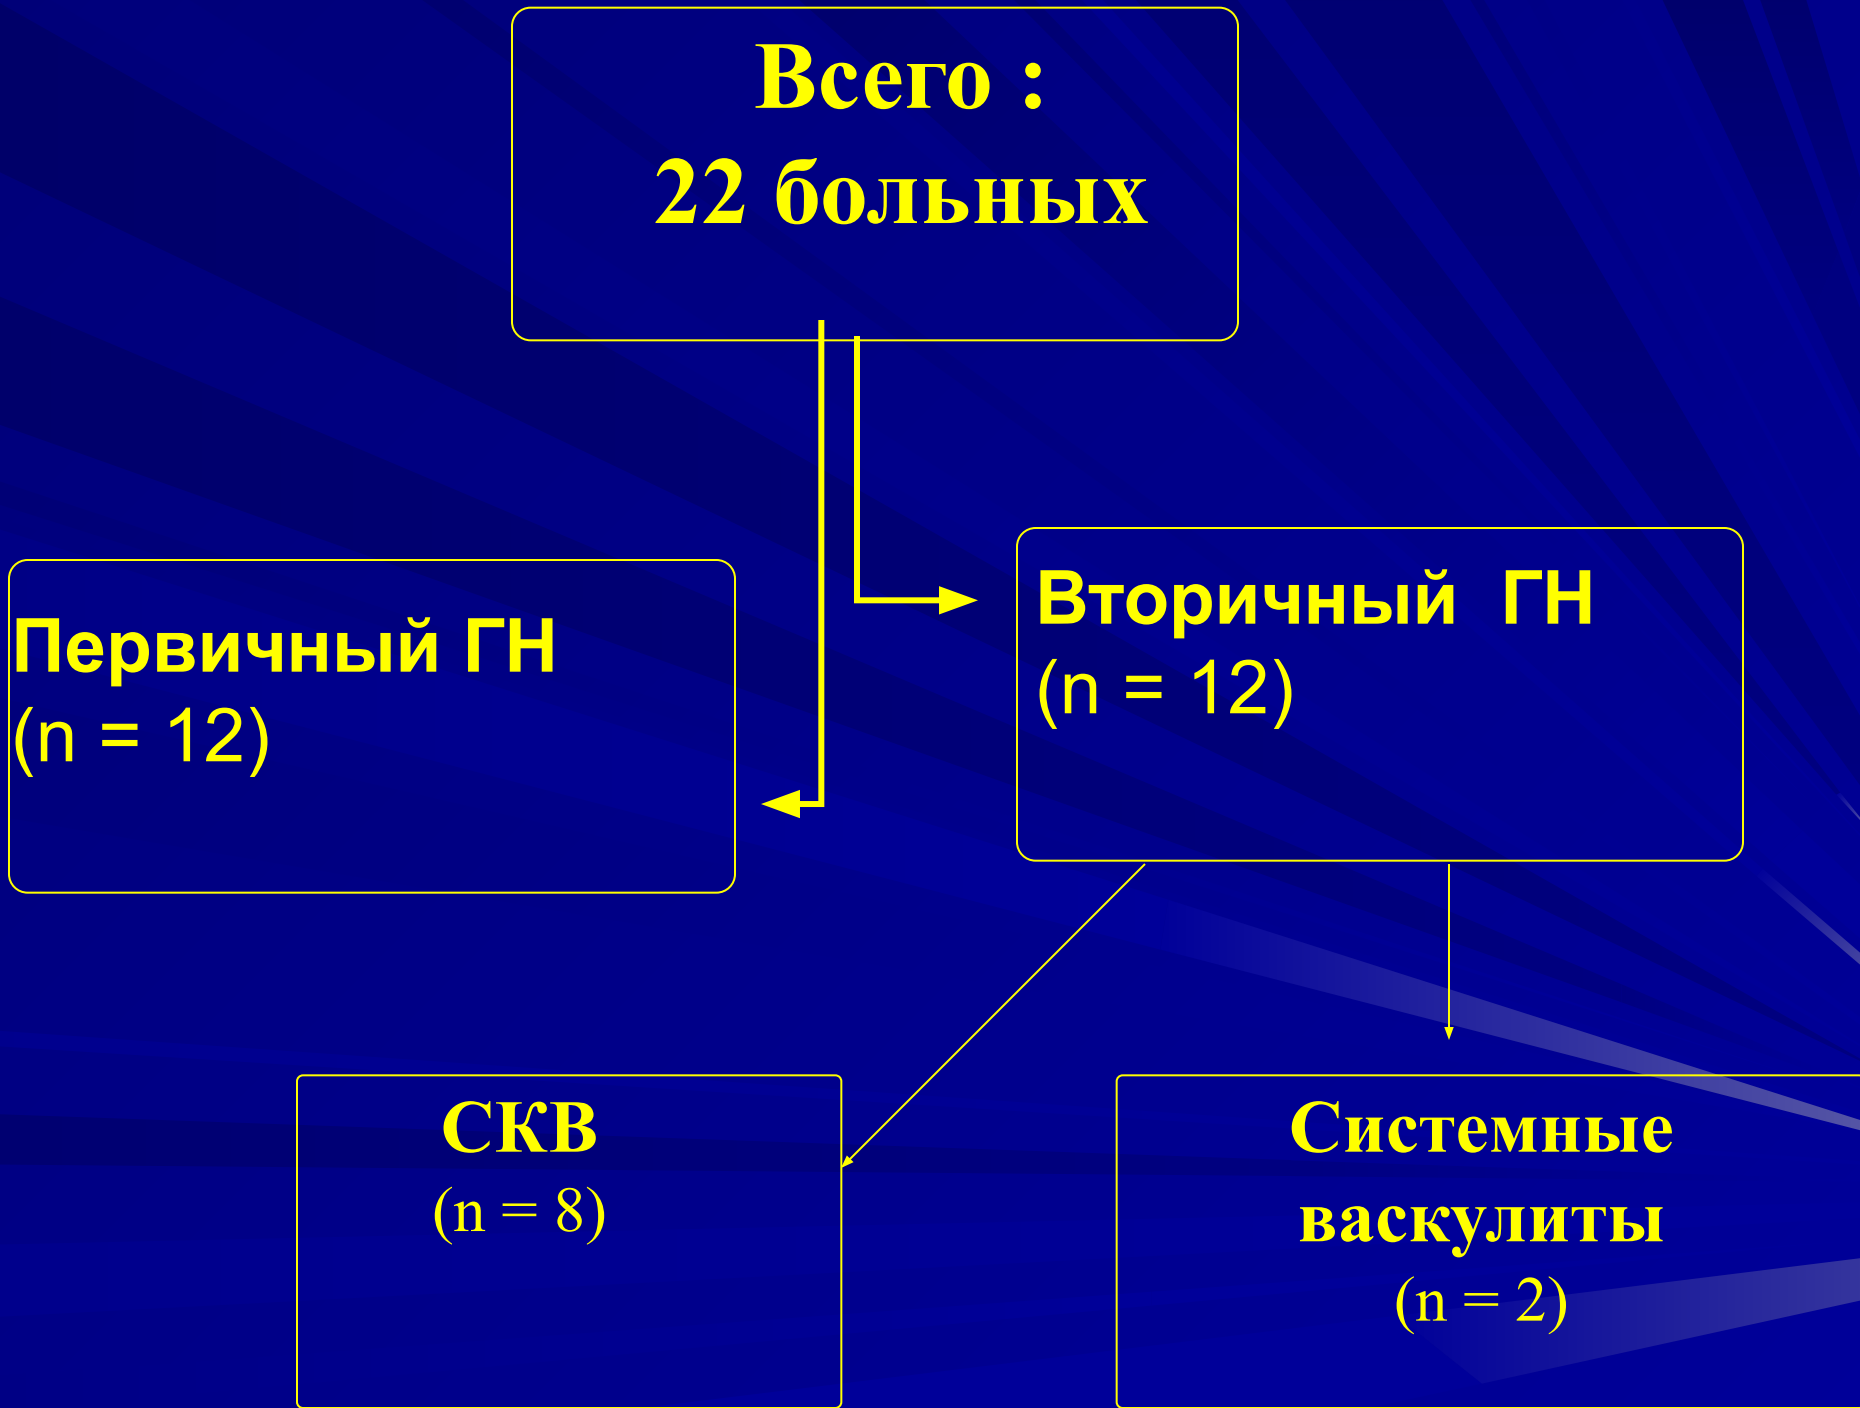 Всего :
22 больных
Первичный ГН
(n = 12)
Вторичный  ГН
(n = 12)
СКВ
(n = 8)
Системные
васкулиты
(n = 2)